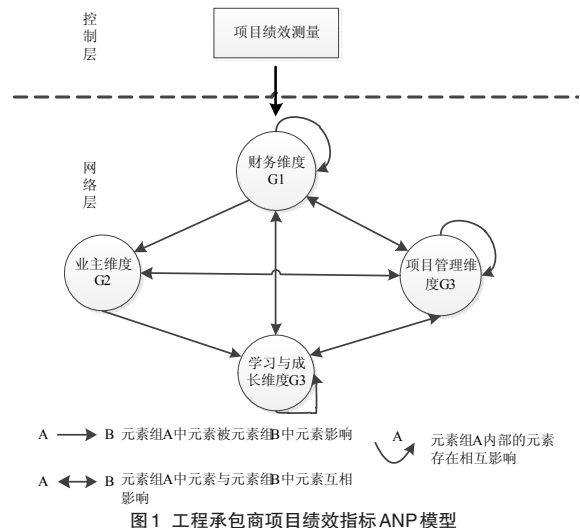 控制层
项目绩效测量
网络层
财务维度
G1
业主维度
G2
项目管理维
度G3
学习与成
长维度G3
A B 元素组A中元素被元素组B中元素影响
A B 元素组A中元素与元素组B中元素互相
影响
A
元素组A内部的元素
存在相互影响
图1 工程承包商项目绩效指标ANP模型